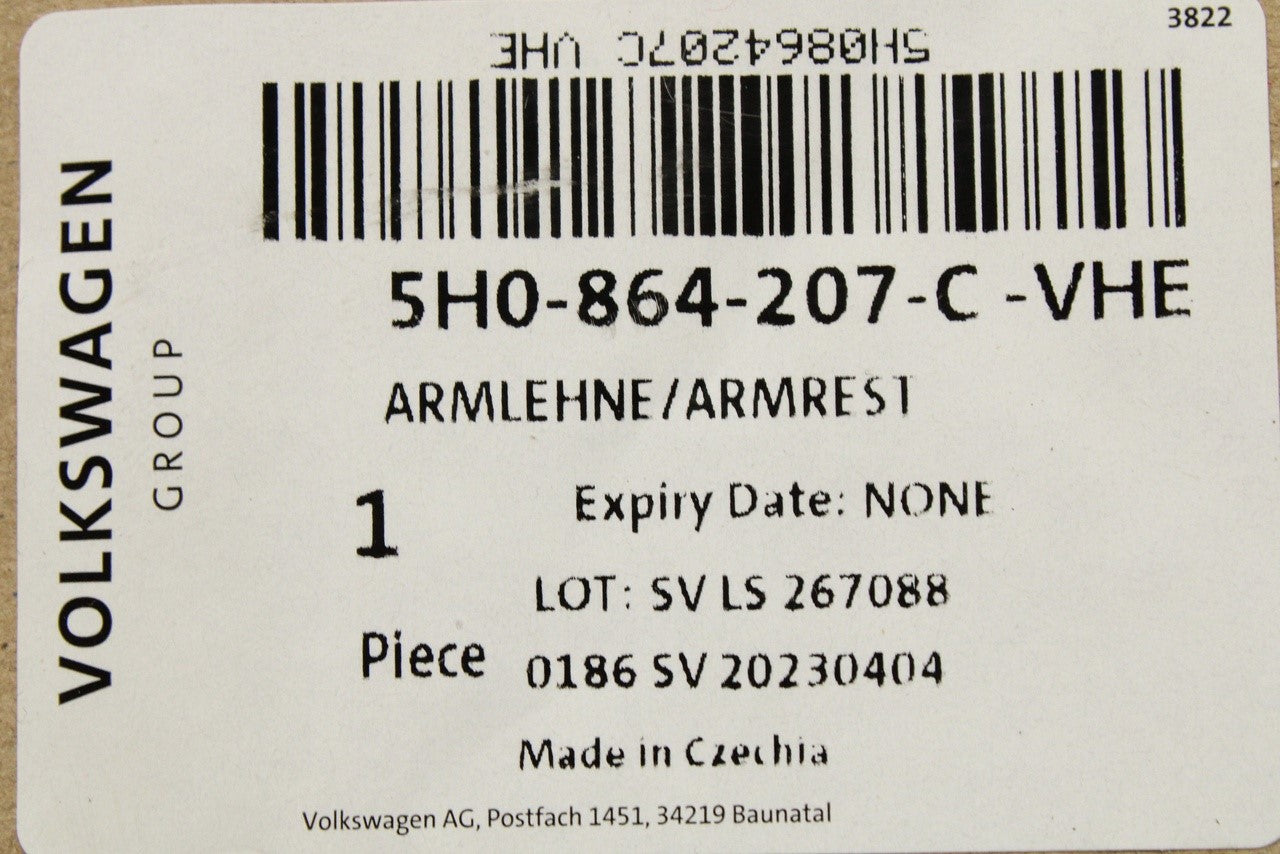 3822
5H0864207C VHE
5H0-864-207-C -VHE
ARMLEHNE/ARMREST
1
Piece
Expiry Date: NONE
LOT: SV LS 267088
0186 SV 20230404
Made in Czechia
Volkswagen AG, Postfach 1451, 34219 Baunatal
VOLKSWAGEN
GROUP